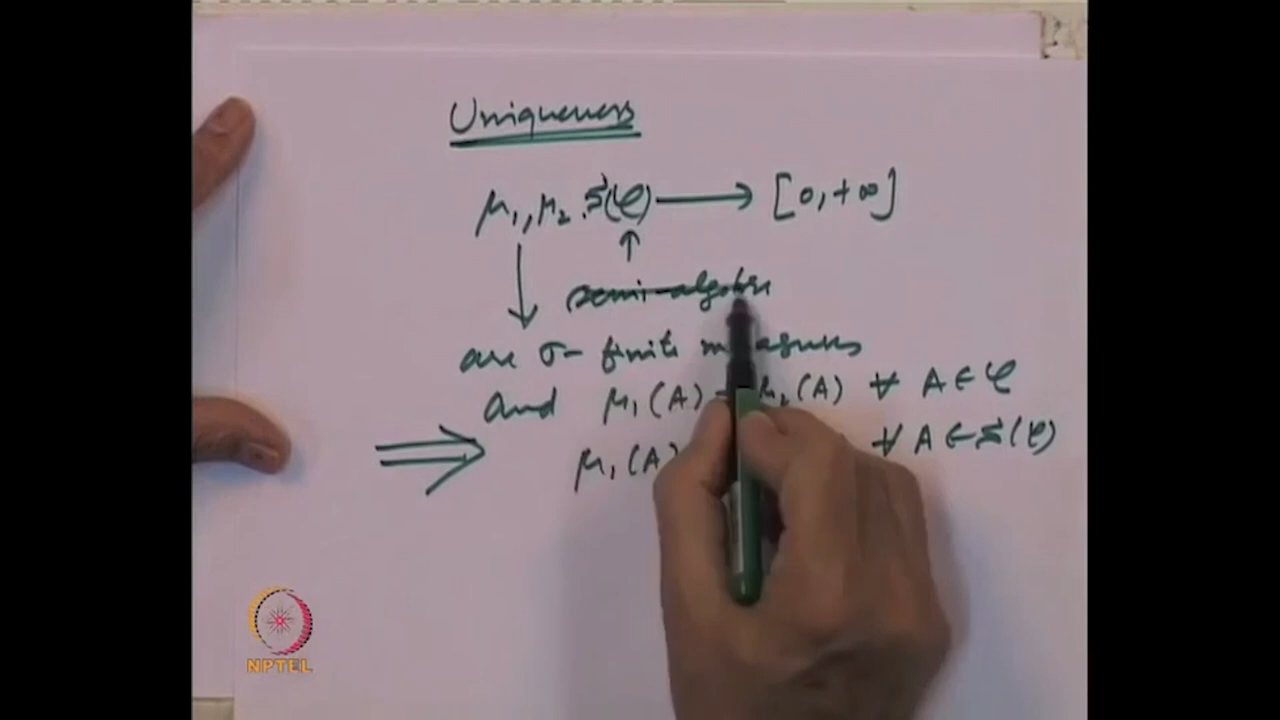 Uniqueness
μ₁, μ₂ : S(𝒞) ⟶ [0, +∞]
↓ ↑
semi-algebra
are σ-finite measures
and μ₁(A) = μ₂(A) ∀ A ∈ 𝒞
⟹ μ₁(A) ∀ A ∈ S(𝒞)
NPTEL